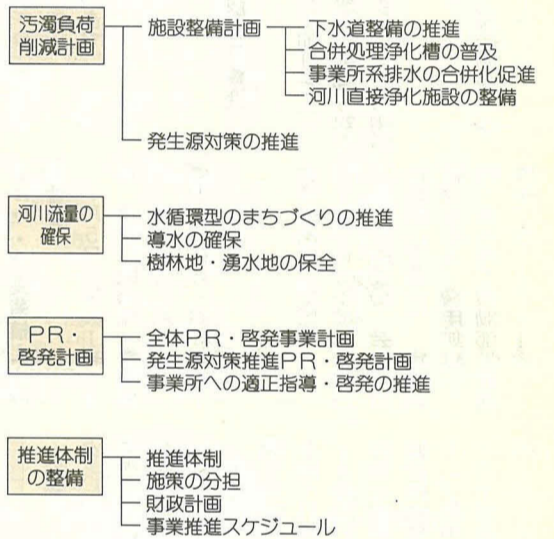 汚濁負荷
削減計画
施設整備計画
下水道整備の推進
合併処理浄化槽の普及
事業所系排水の合併化促進
河川直接浄化施設の整備
発生源対策の推進
河川流量の
確保
水循環型のまちづくりの推進
導水の確保
樹林地・湧水地の保全
PR・
啓発計画
全体PR・啓発事業計画
発生源対策推進PR・啓発計画
事業所への適正指導・啓発の推進
推進体制
の整備
推進体制
施策の分担
財政計画
事業推進スケジュール